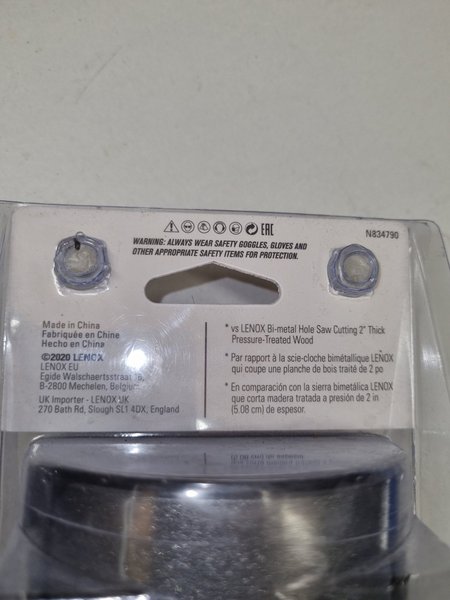 EAC
N834790
WARNING: ALWAYS WEAR SAFETY GOGGLES, GLOVES AND
OTHER APPROPRIATE SAFETY ITEMS FOR PROTECTION.
Made in China
Fabriquée en Chine
Hecho en China
©2020 LENOX
LENOX EU
Egide Walschaertsstraat 16,
B-2800 Mechelen, Belgium
UK Importer - LENOX UK
270 Bath Rd, Slough SL1 4DX, England
* vs LENOX Bi-metal Hole Saw Cutting 2" Thick
Pressure-Treated Wood
* Par rapport à la scie-cloche bimétallique LENOX
qui coupe une planche de bois traité de 2 po
* En comparación con la sierra bimetálica LENOX
que corta madera tratada a presión de 2 in
(5.08 cm) de espesor.